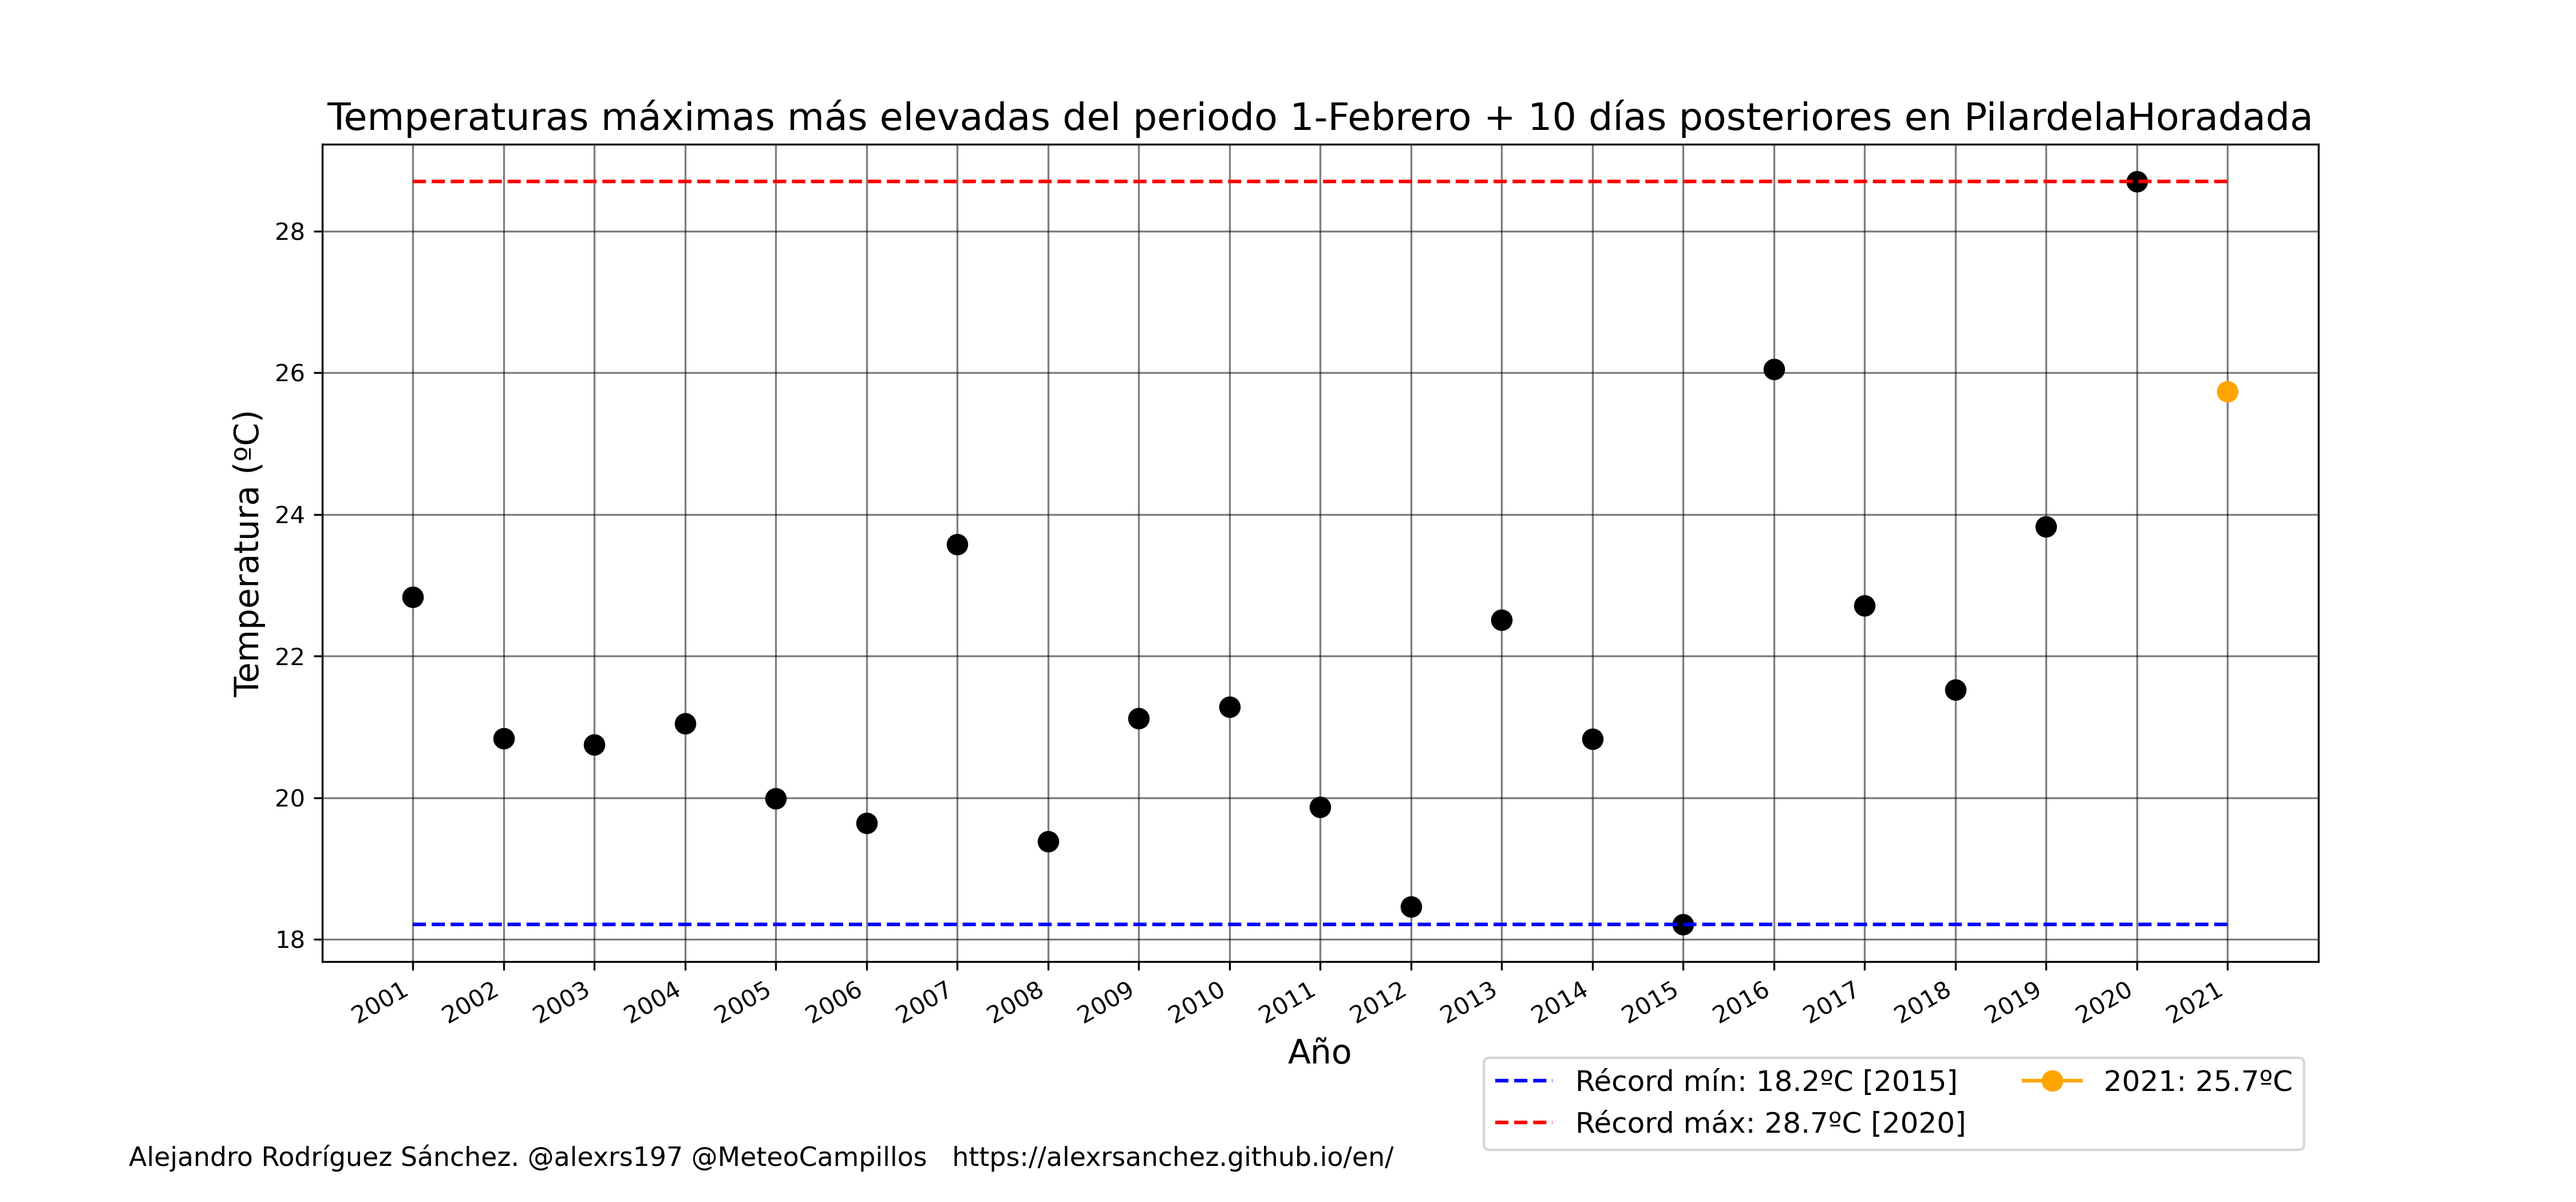 Temperaturas máximas más elevadas del periodo 1-Febrero + 10 días posteriores en PilardelaHoradada
Temperatura (ºC)
28
26
24
22
20
18
2001 2002 2003 2004 2005 2006 2007 2008 2009 2010 2011 2012 2013 2014 2015 2016 2017 2018 2019 2020 2021
Año
Récord mín: 18.2ºC [2015] 2021: 25.7ºC
Récord máx: 28.7ºC [2020]
Alejandro Rodríguez Sánchez. @alexrs197 @MeteoCampillos https://alexrsanchez.github.io/en/